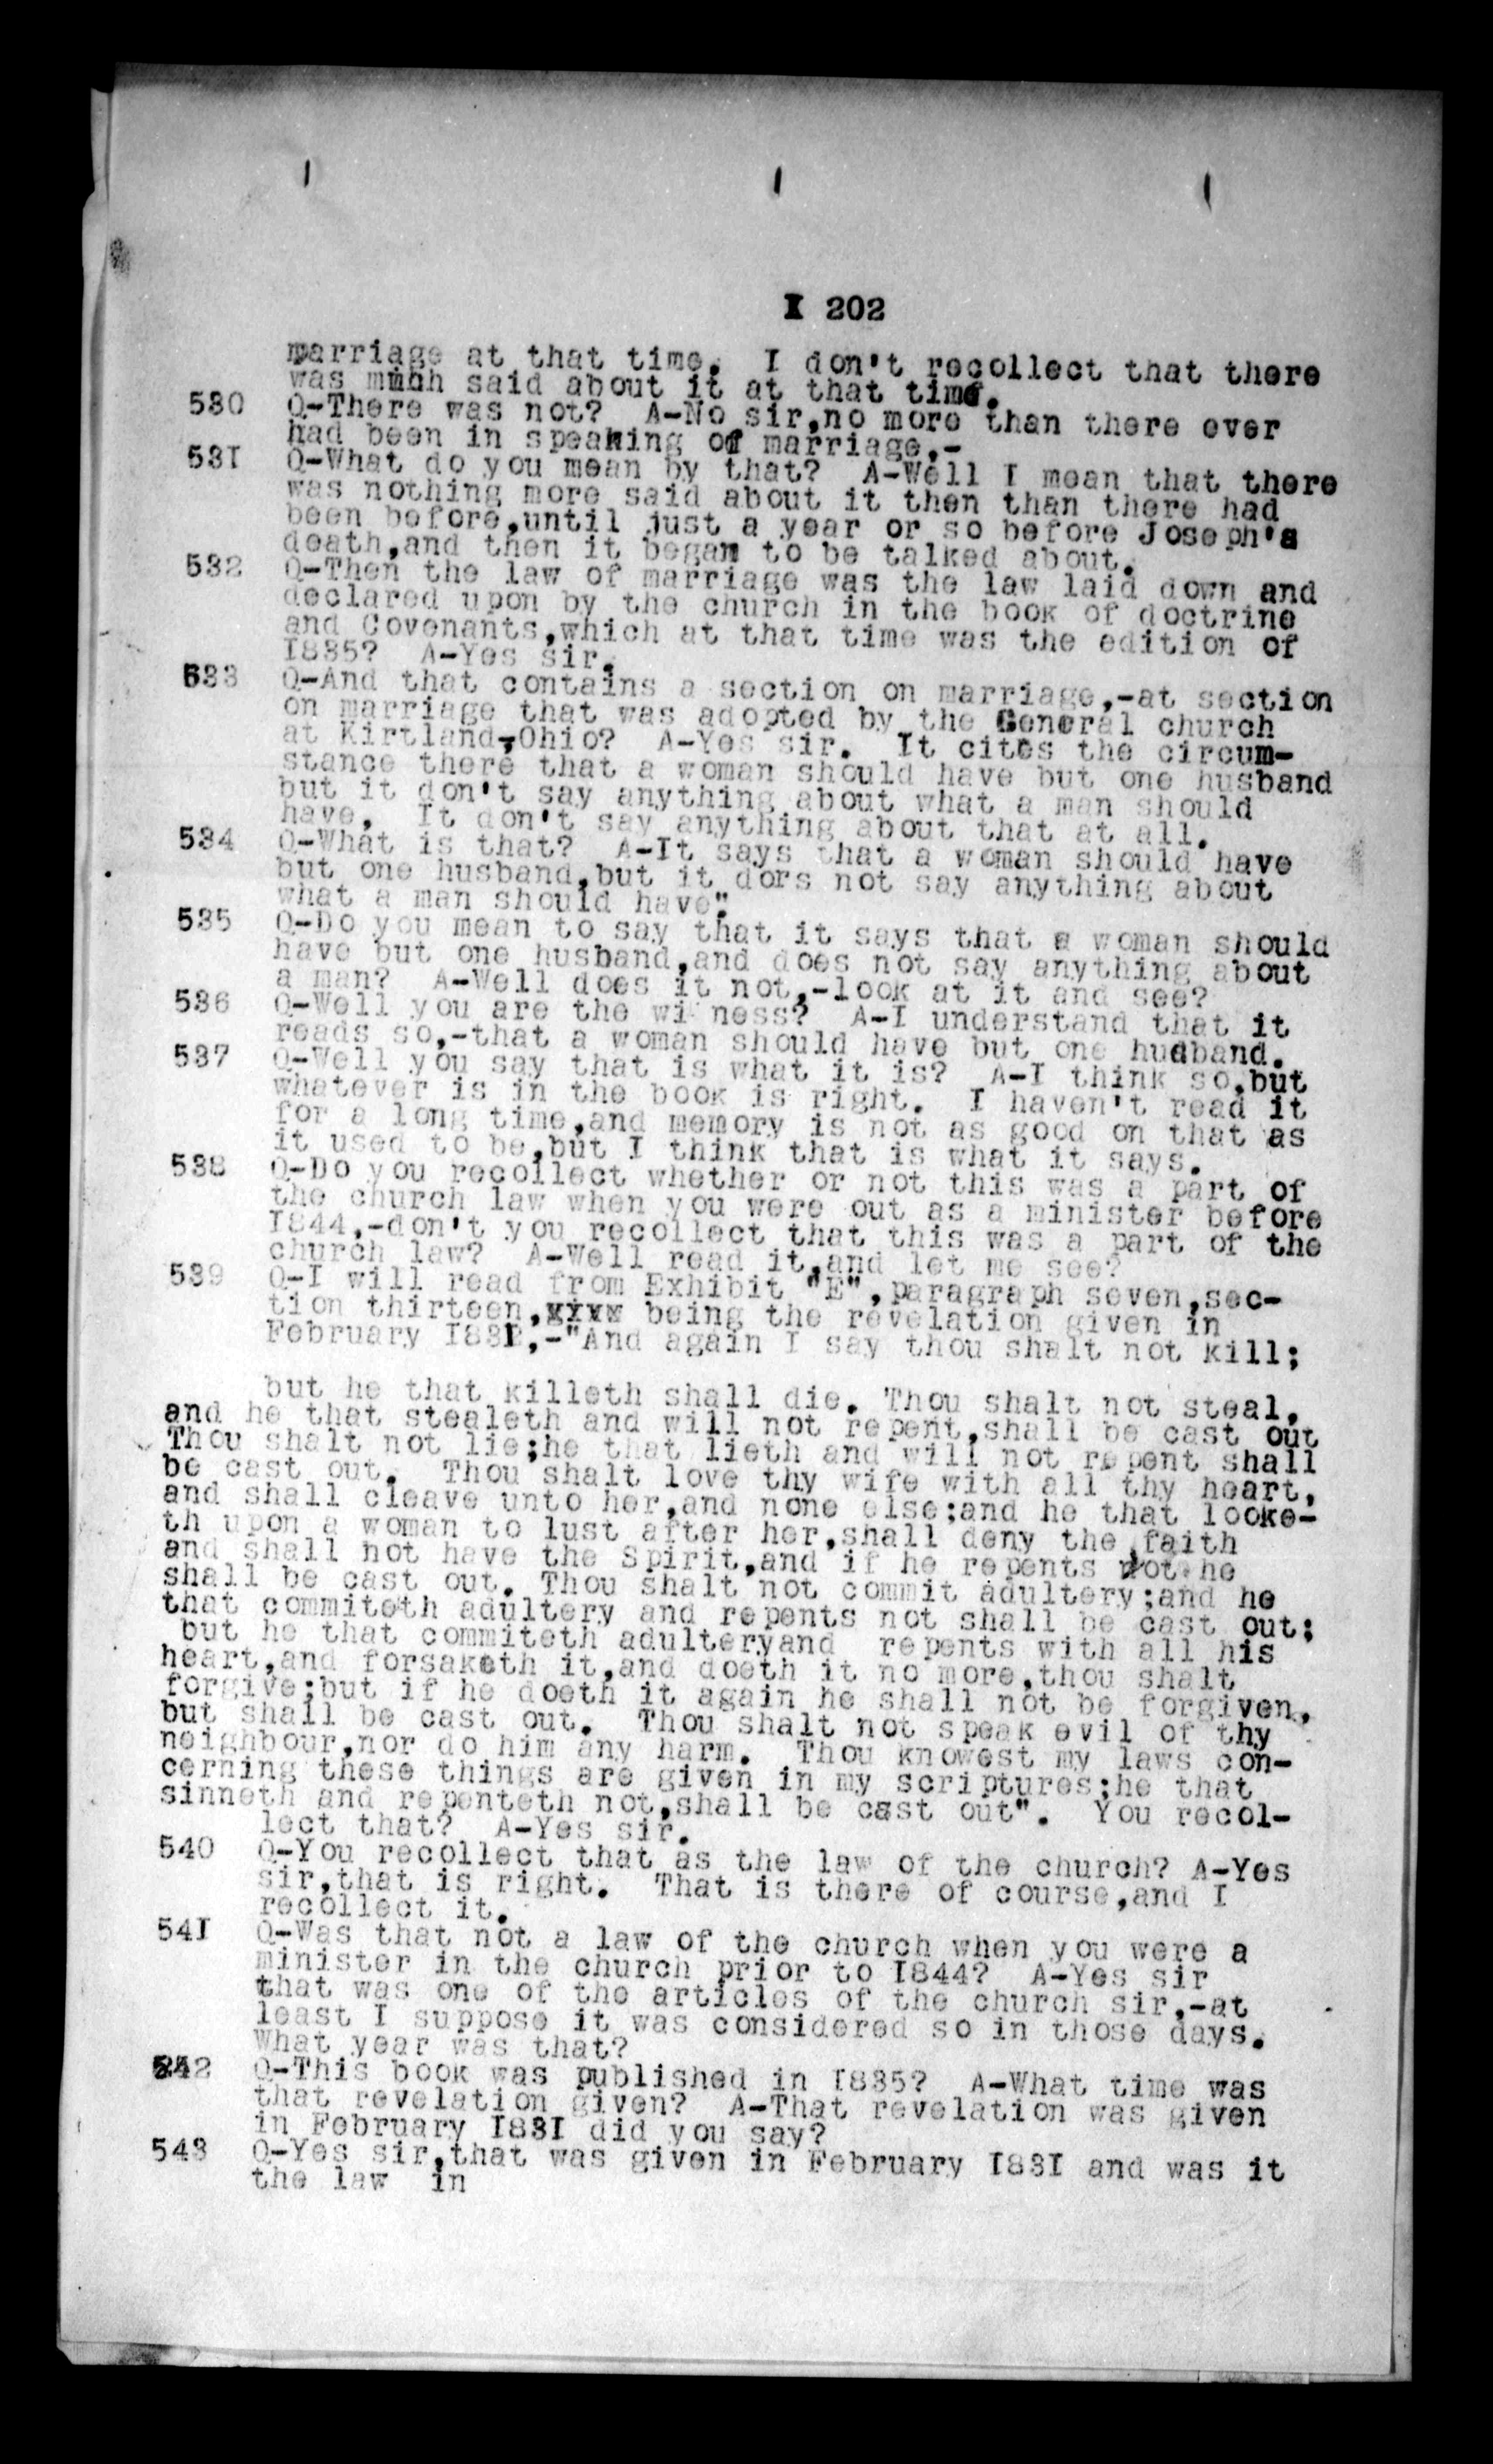 I 202
marriage at that time. I don't recollect that there
was much said about it at that time.
530 Q-There was not? A-No sir,no more than there ever
had been in speaking of marriage,-
53I Q-What do you mean by that? A-Well I mean that there
was nothing more said about it then than there had
been before,until just a year or so before Joseph's
death,and then it began to be talked about.
532 Q-Then the law of marriage was the law laid down and
declared upon by the church in the book of doctrine
and Covenants,which at that time was the edition of
I835? A-Yes sir.
533 Q-And that contains a section on marriage,-at section
on marriage that was adopted by the General church
at Kirtland,Ohio? A-Yes sir. It cites the circum-
stance there that a woman should have but one husband
but it don't say anything about what a man should
have. It don't say anything about that at all.
534 Q-What is that? A-It says that a woman should have
but one husband,but it dors not say anything about
what a man should have".
535 Q-Do you mean to say that it says that a woman should
have but one husband,and does not say anything about
a man? A-Well does it not,-look at it and see?
536 Q-Well you are the wi ness? A-I understand that it
reads so,-that a woman should have but one hudband.
537 Q-Well you say that is what it is? A-I think so,but
whatever is in the book is right. I haven't read it
for a long time,and memory is not as good on that as
it used to be,but I think that is what it says.
538 Q-Do you recollect whether or not this was a part of
the church law when you were out as a minister before
I844,-don't you recollect that this was a part of the
church law? A-Well read it,and let me see?
539 Q-I will read from Exhibit "E",paragraph seven,sec-
tion thirteen, being the revelation given in
February I83I,-"And again I say thou shalt not kill;
but he that killeth shall die. Thou shalt not steal,
and he that stealeth and will not repent,shall be cast out
Thou shalt not lie;he that lieth and will not repent shall
be cast out. Thou shalt love thy wife with all thy heart,
and shall cleave unto her,and none else;and he that looke-
th upon a woman to lust after her,shall deny the faith
and shall not have the Spirit,and if he repents not he
shall be cast out. Thou shalt not commit adultery;and he
that commiteth adultery and repents not shall be cast out;
but he that commiteth adulteryand repents with all his
heart,and forsaketh it,and doeth it no more,thou shalt
forgive;but if he doeth it again he shall not be forgiven,
but shall be cast out. Thou shalt not speak evil of thy
neighbour,nor do him any harm. Thou knowest my laws con-
cerning these things are given in my scriptures;he that
sinneth and repenteth not,shall be cast out". You recol-
lect that? A-Yes sir.
540 Q-You recollect that as the law of the church? A-Yes
sir,that is right. That is there of course,and I
recollect it.
54I Q-Was that not a law of the church when you were a
minister in the church prior to I844? A-Yes sir
that was one of the articles of the church sir,-at
least I suppose it was considered so in those days.
What year was that?
542 Q-This book was published in I835? A-What time was
that revelation given? A-That revelation was given
in February I83I did you say?
543 Q-Yes sir,that was given in February I83I and was it
the law in